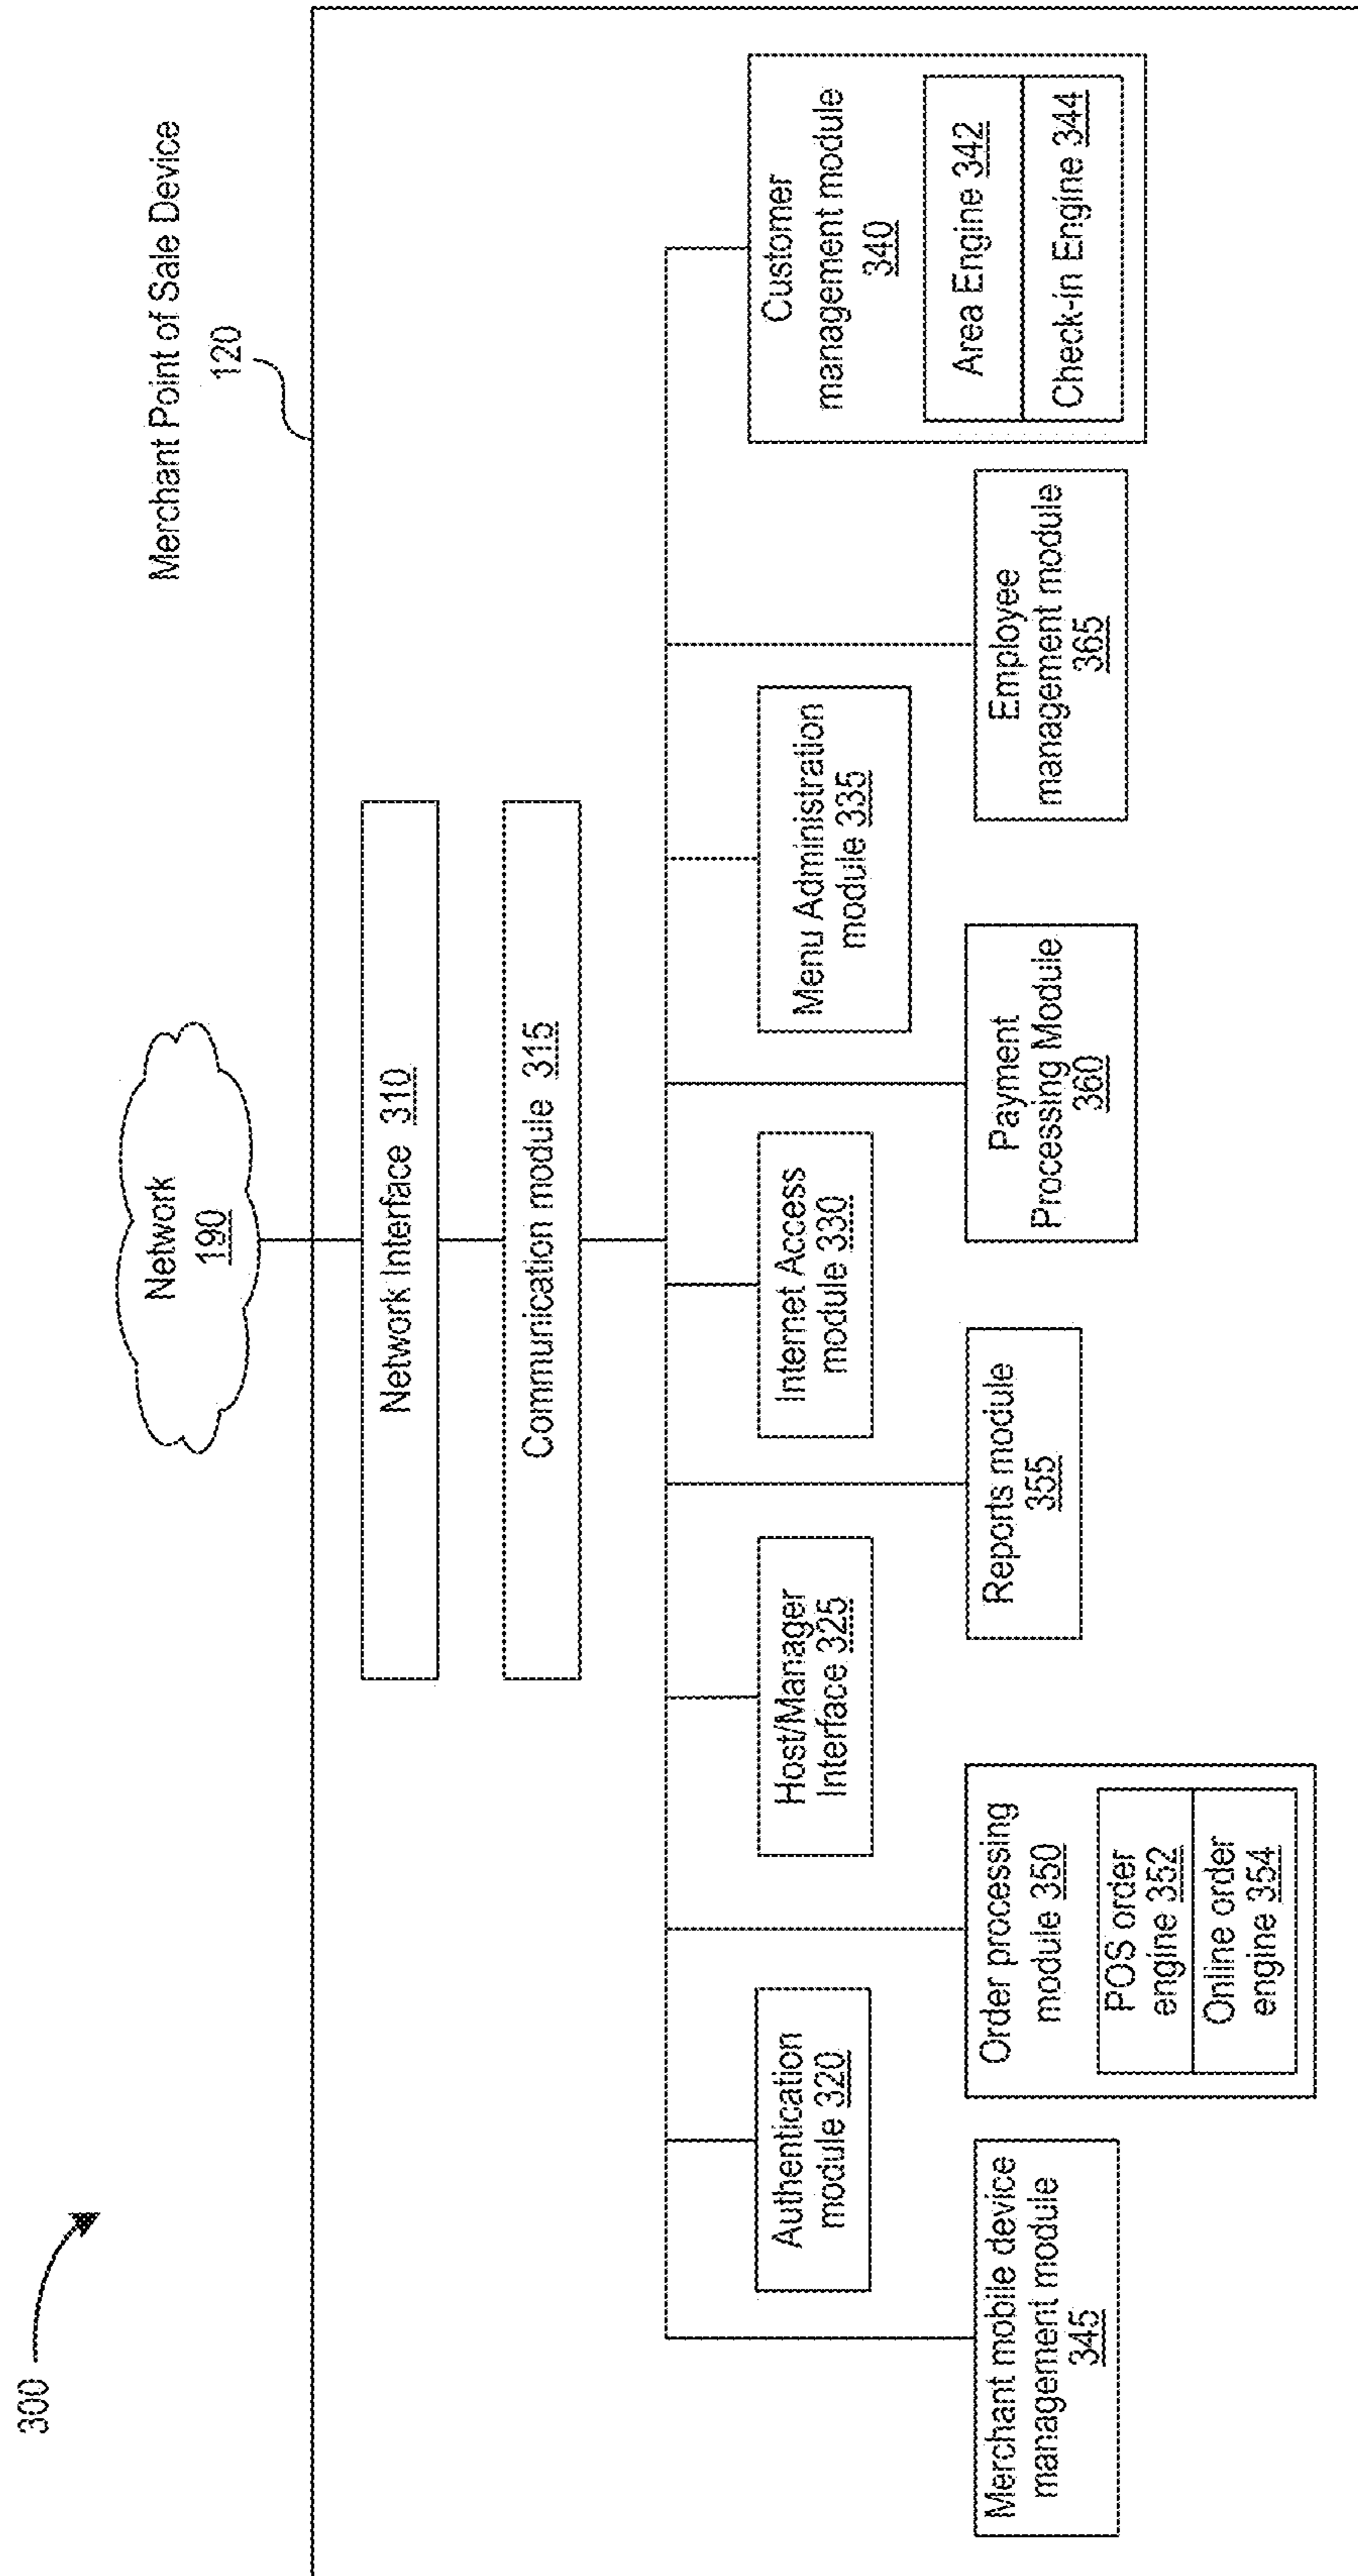 300
Merchant Point of Sale Device
120
Network
190
Network Interface 310
Communication module 315
Authentication
module 320
Host/Manager
Interface 325
Internet Access
module 330
Menu Administration
module 335
Customer
management module
340
Area Engine 342
Check-in Engine 344
Merchant mobile device
management module
345
Order processing
module 350
POS order
engine 352
Online order
engine 354
Reports module
355
Payment
Processing Module
360
Employee
management module
365